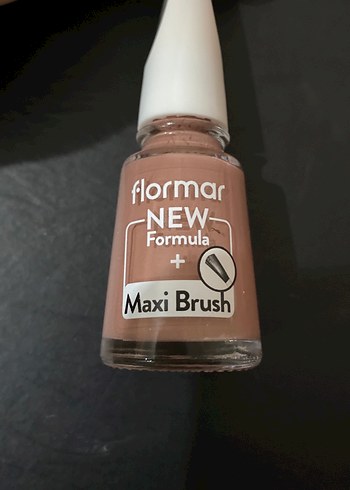 flormar
NEW
Formula
+
Maxi Brush